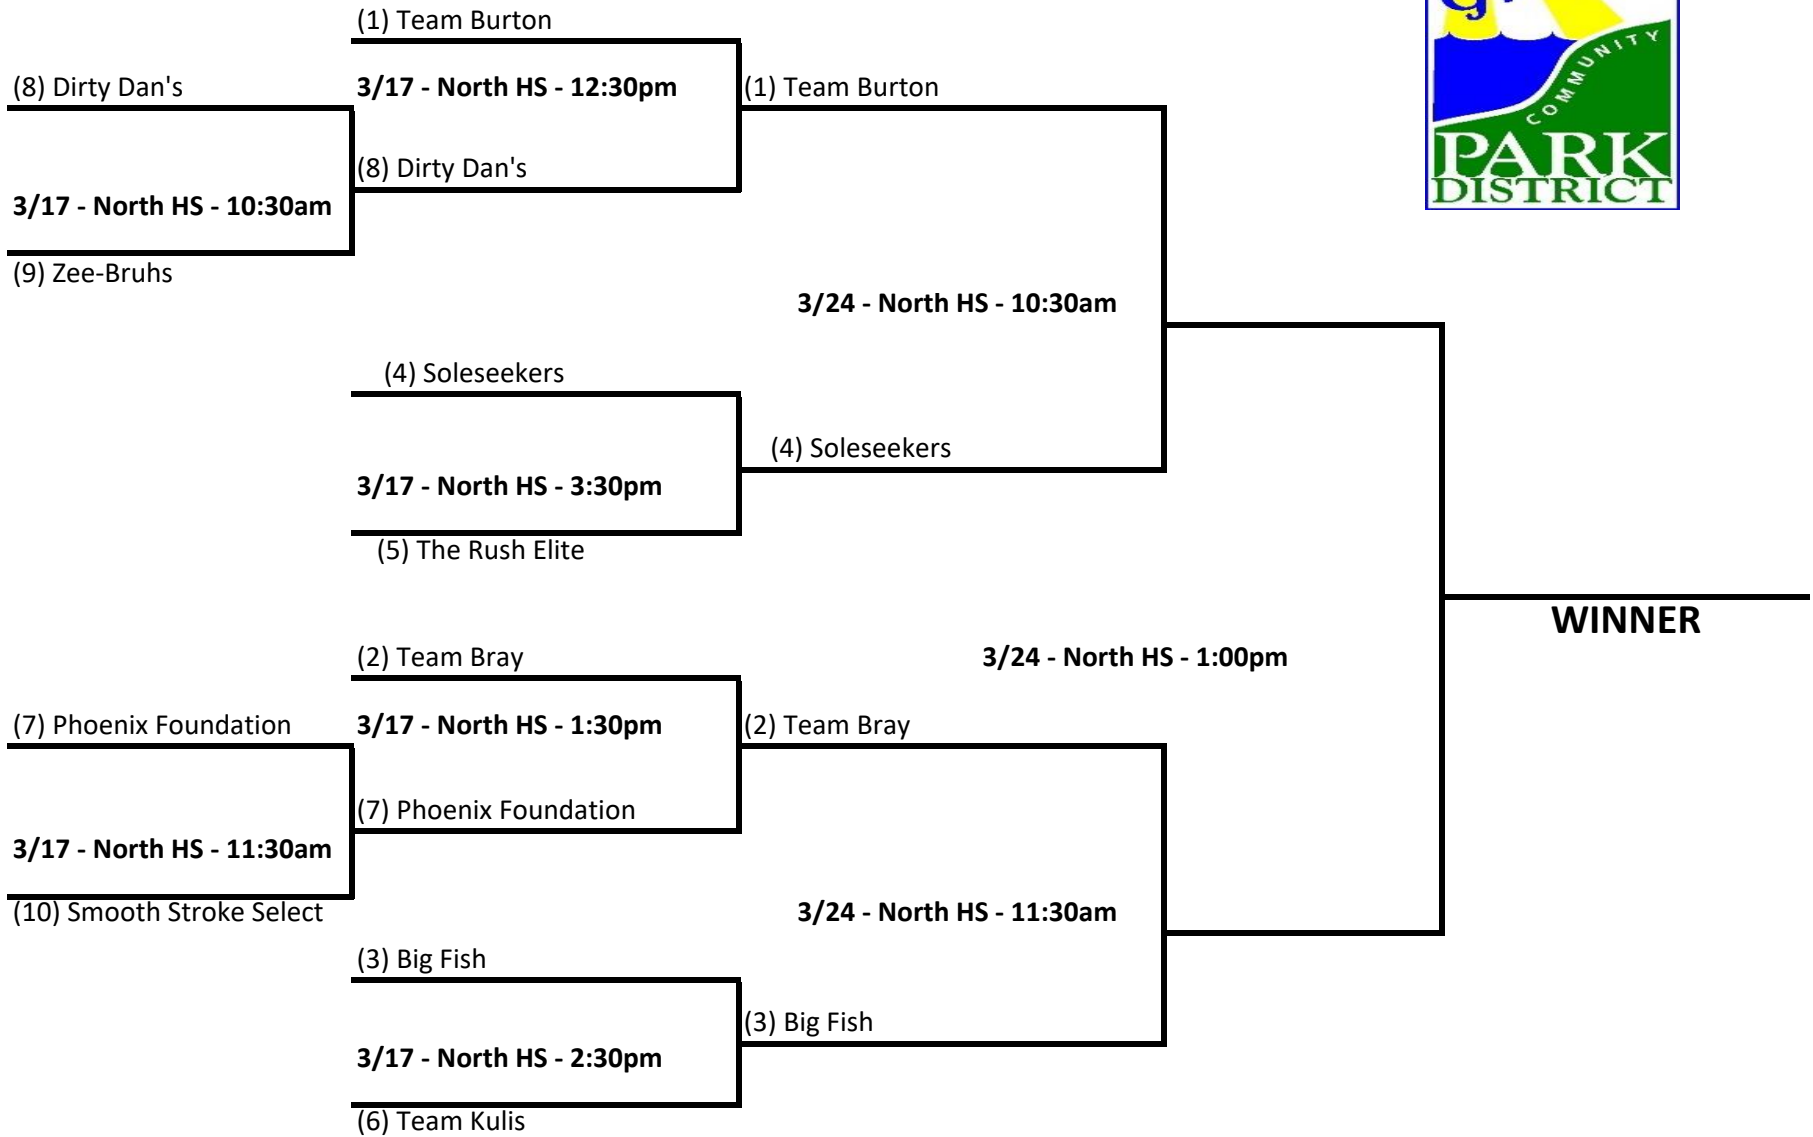 (1) Team Burton
(8) Dirty Dan's
3/17 - North HS - 12:30pm
(1) Team Burton
COMMUNITY
PARK
DISTRICT
(8) Dirty Dan's
3/17 - North HS - 10:30am
(9) Zee-Bruhs
3/24 - North HS - 10:30am
(4) Soleseekers
(4) Soleseekers
3/17 - North HS - 3:30pm
(5) The Rush Elite
WINNER
(2) Team Bray
3/24 - North HS - 1:00pm
(7) Phoenix Foundation
3/17 - North HS - 1:30pm
(2) Team Bray
(7) Phoenix Foundation
3/17 - North HS - 11:30am
(10) Smooth Stroke Select
3/24 - North HS - 11:30am
(3) Big Fish
(3) Big Fish
3/17 - North HS - 2:30pm
(6) Team Kulis